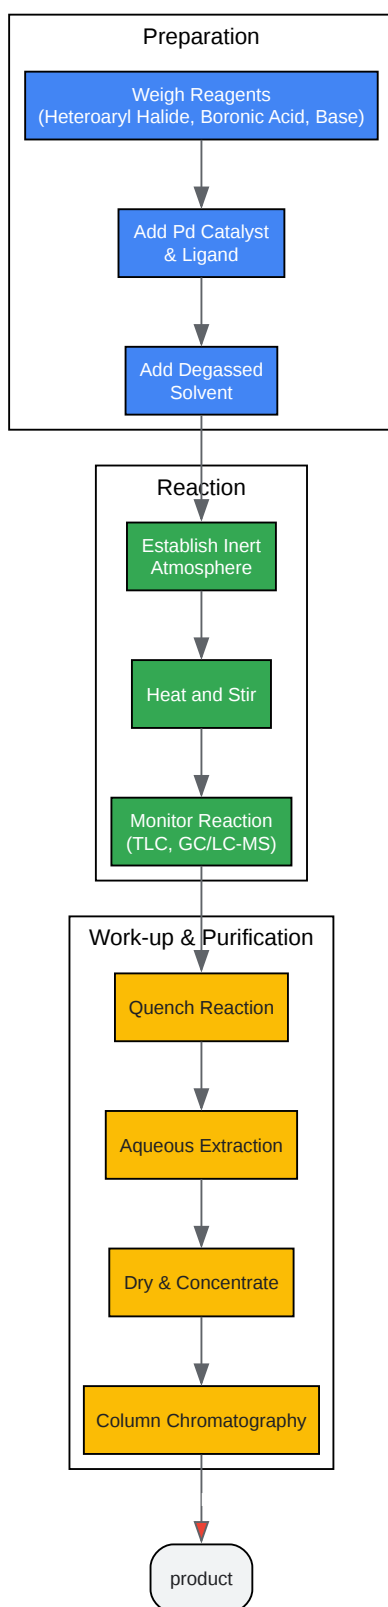 Preparation
Weigh Reagents
(Heteroaryl Halide, Boronic Acid, Base)
Add Pd Catalyst
& Ligand
Add Degassed
Solvent
Reaction
Establish Inert
Atmosphere
Heat and Stir
Monitor Reaction
(TLC, GC/LC-MS)
Work-up & Purification
Quench Reaction
Aqueous Extraction
Dry & Concentrate
Column Chromatography
product